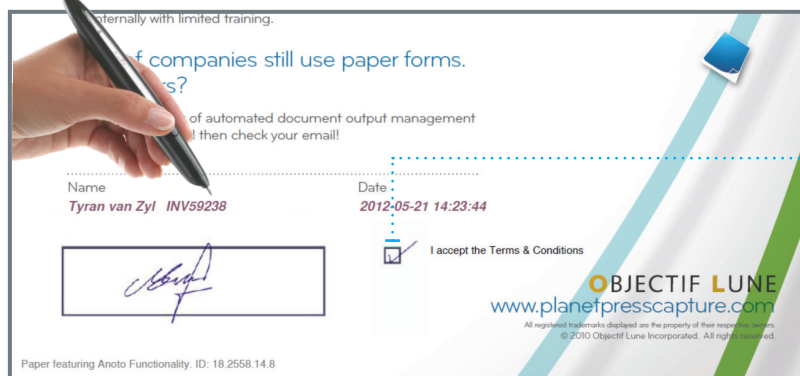 internally with limited training.
f companies still use paper forms.
rs?
of automated document output management
! then check your email!
Name
Date
Tyran van Zyl INV59238
2012-05-21 14:23:44
I accept the Terms & Conditions
OBJECTIF LUNE
www.planetpresscapture.com
All registered trademarks displayed are the property of their respective owners.
© 2010 Objectif Lune Incorporated. All rights reserved.
Paper featuring Anoto Functionality. ID: 18.2558.14.8